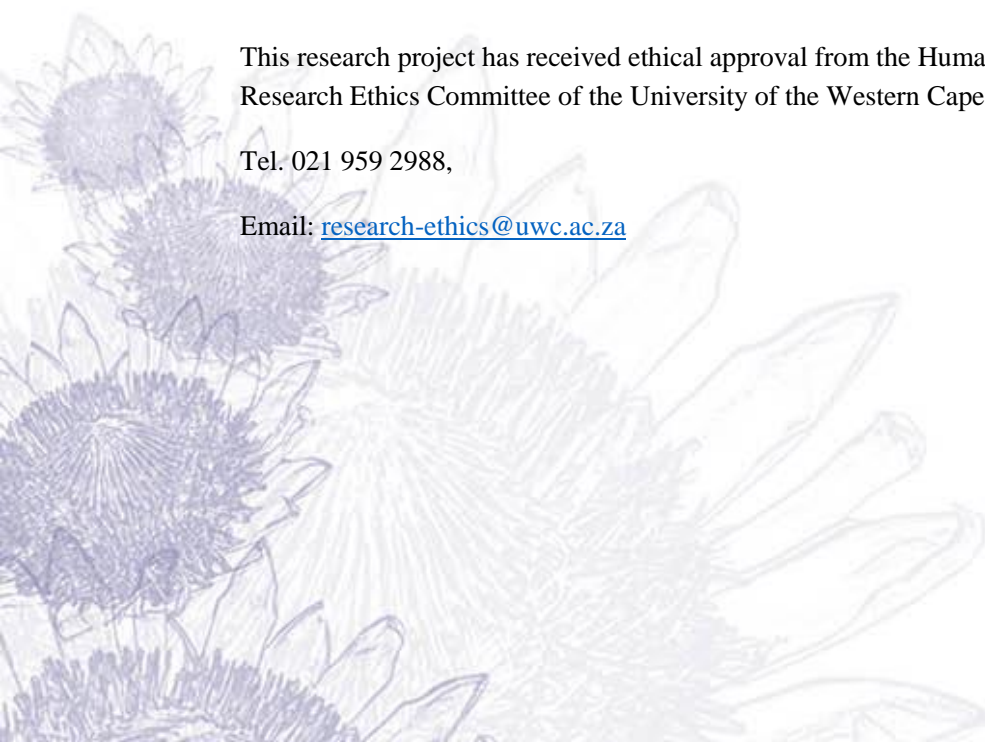 This research project has received ethical approval from the Huma
Research Ethics Committee of the University of the Western Cape
Tel. 021 959 2988,
Email: research-ethics@uwc.ac.za